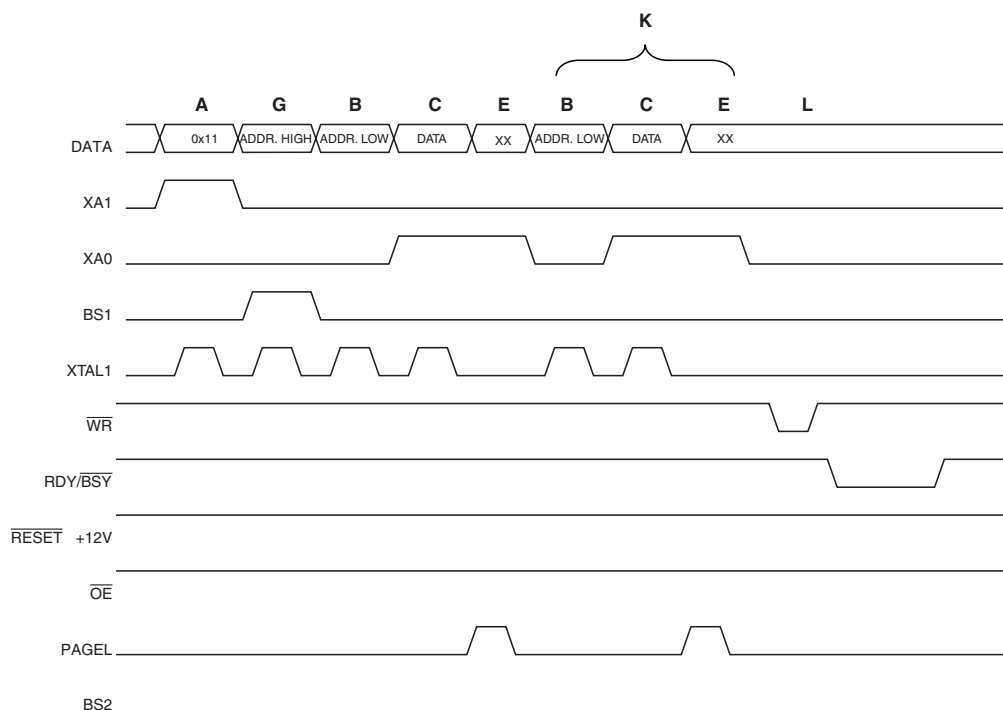 K
A G B C E B C E L
DATA 0x11 ADDR. HIGH ADDR. LOW DATA XX ADDR. LOW DATA XX
XA1
XA0
BS1
XTAL1
WR
RDY/BSY
RESET +12V
OE
PAGEL
BS2